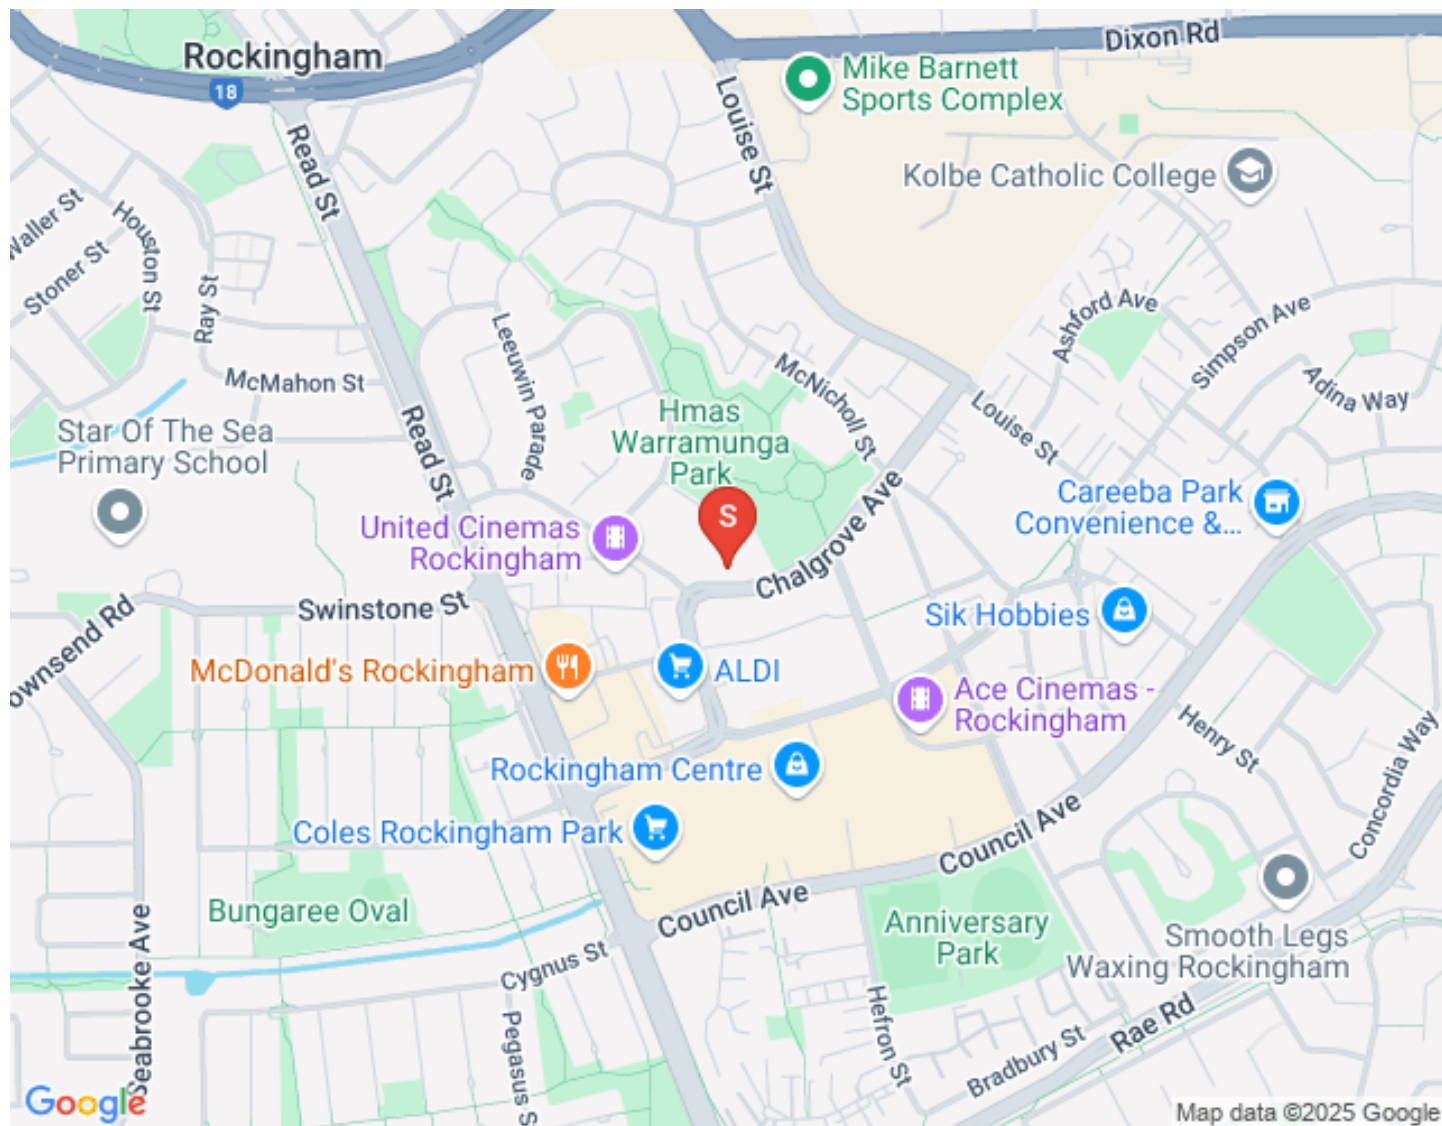 Rockingham
18
Dixon Rd
Mike Barnett
Sports Complex
Louise St
Read St
Kolbe Catholic College
Waller St
Houston St
Stoner St
Ray St
Leeuwin Parade
Ashford Ave
Simpson Ave
McMahon St
McNicholl St
Adina Way
Hmas
Warramunga
Park
Louise St
Star Of The Sea
Primary School
Read St
S
Careeba Park
Convenience &...
United Cinemas
Rockingham
Chalgrove Ave
Swinstone St
Sik Hobbies
ownsend Rd
McDonald's Rockingham
ALDI
Ace Cinemas -
Rockingham
Henry St
Concordia Way
Rockingham Centre
Coles Rockingham Park
Council Ave
Council Ave
Bungaree Oval
Anniversary
Park
Smooth Legs
Waxing Rockingham
Cygnus St
Seabrooke Ave
Pegasus S
Hefron St
Bradbury St
Rae Rd
Google
Map data ©2025 Google